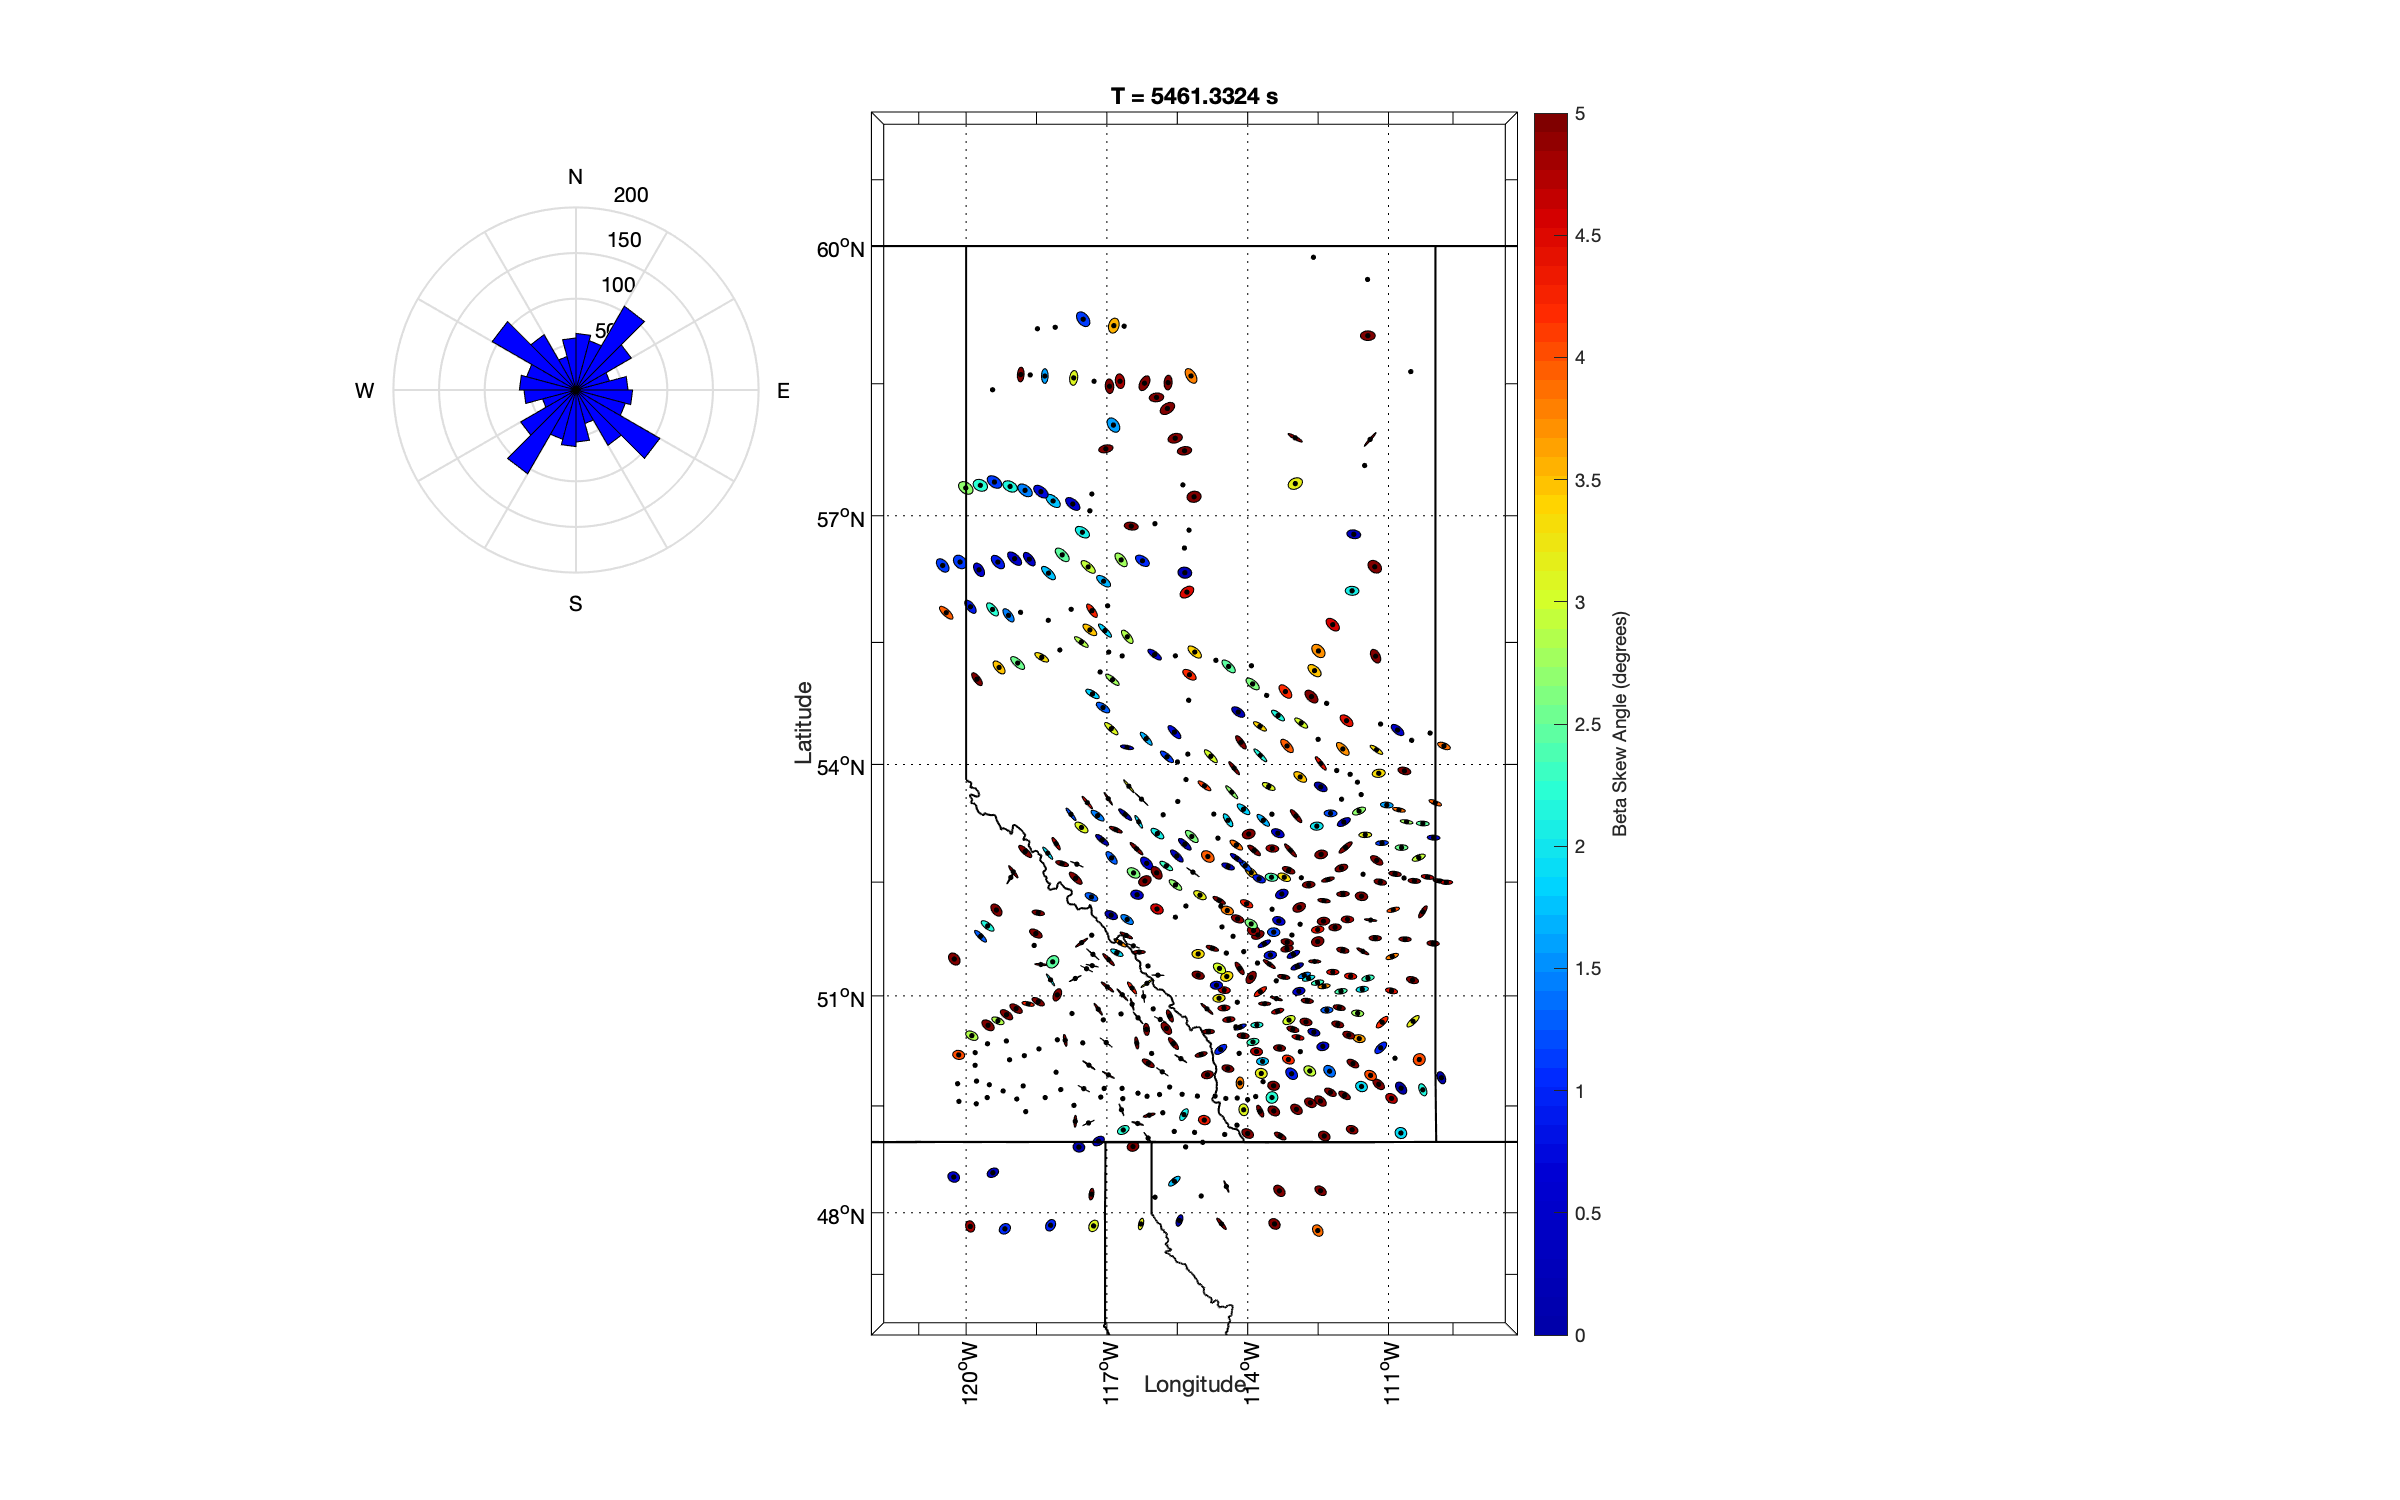 T = 5461.3324 s
N
200
150
100
50
W
E
S
60°N
57°N
54°N
51°N
48°N
Latitude
120°W
117°W
114°W
111°W
Longitude
5
4.5
4
3.5
3
2.5
2
1.5
1
0.5
0
Beta Skew Angle (degrees)